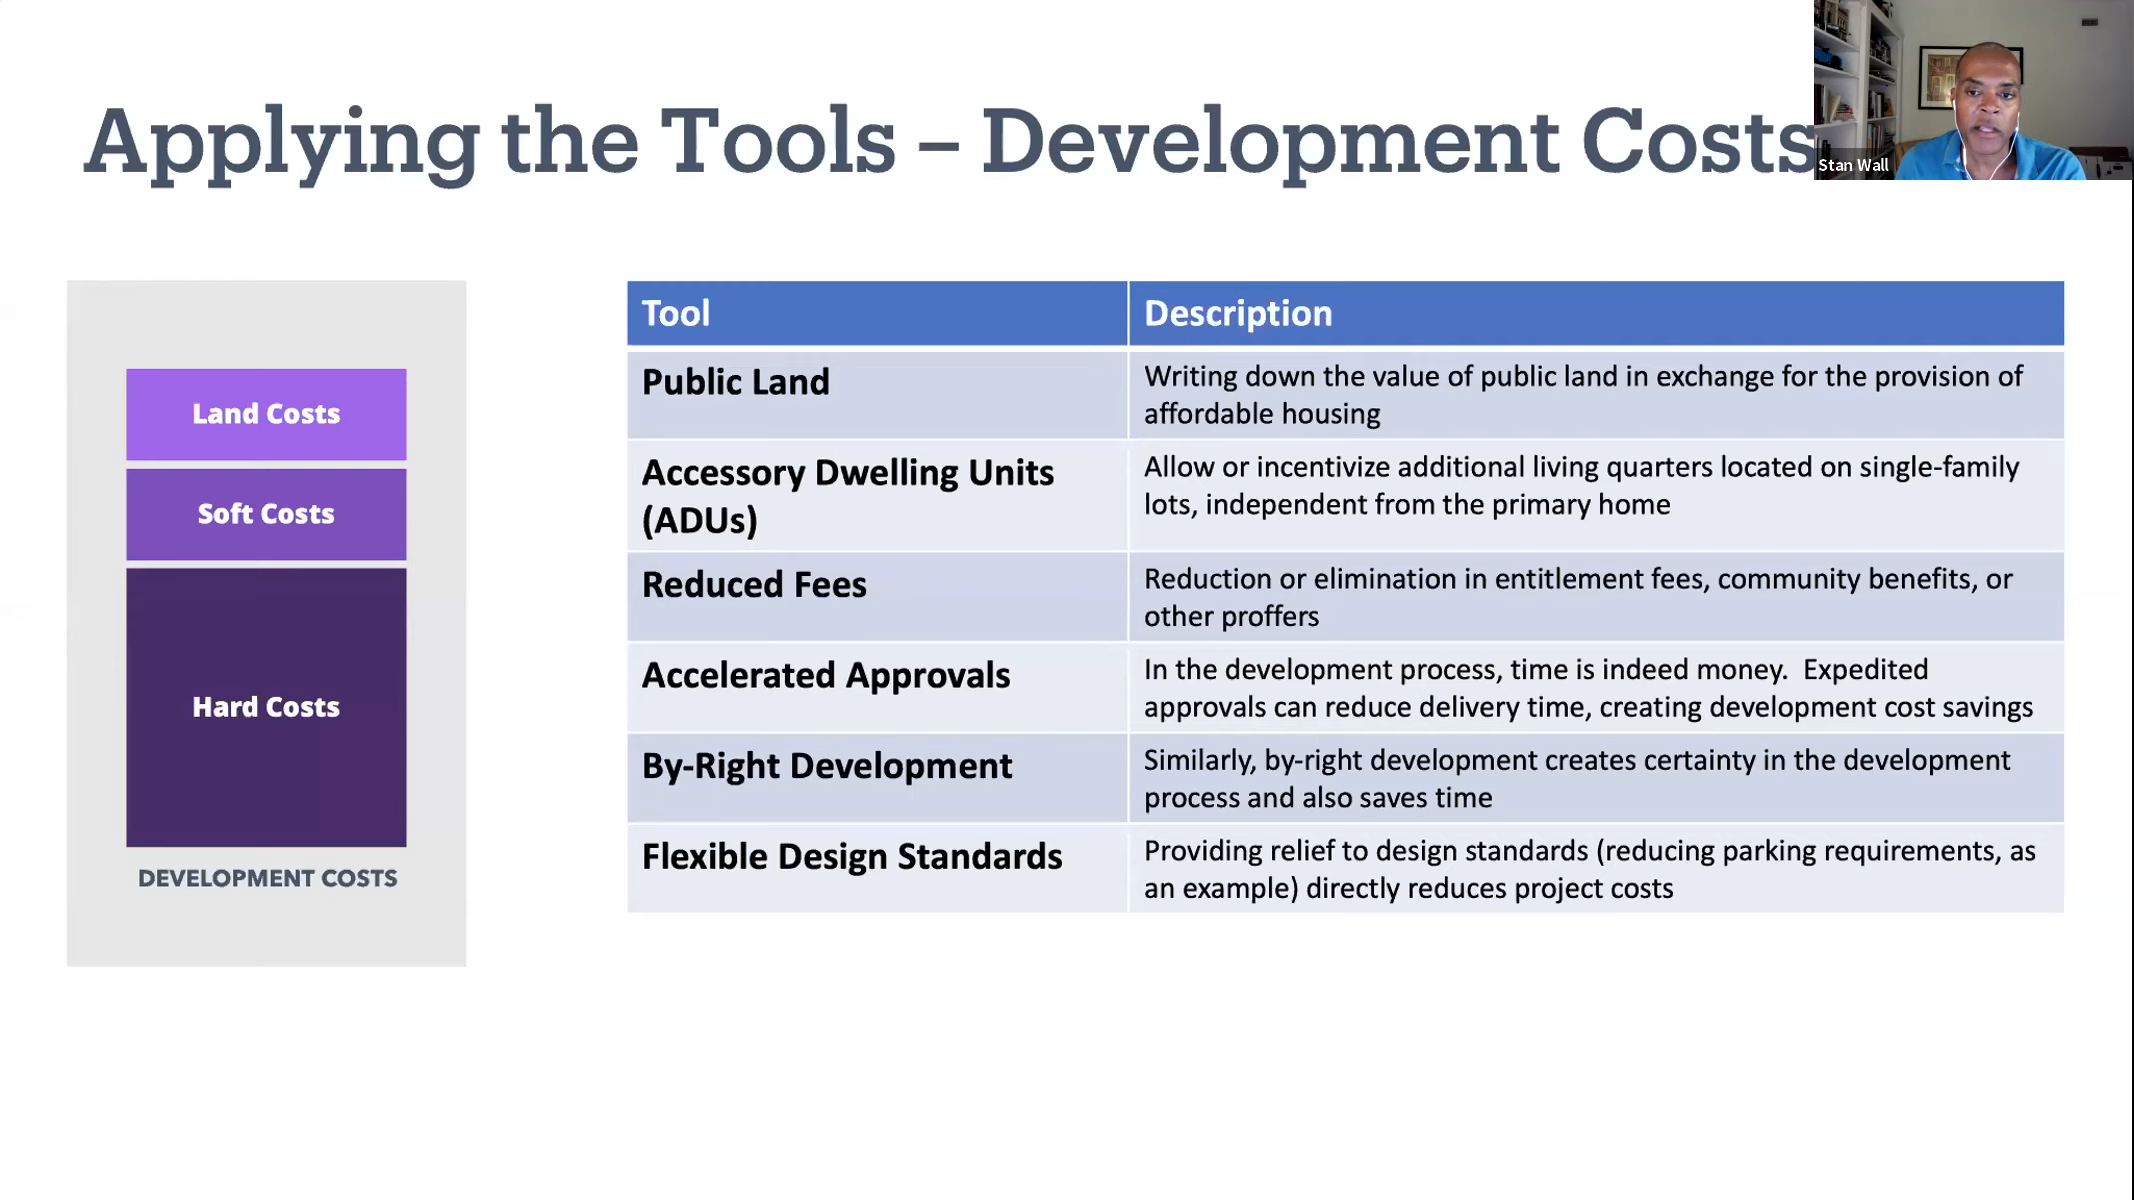 Applying the Tools – Development Costs
Stan Wall
Land Costs
Soft Costs
Hard Costs
DEVELOPMENT COSTS
Tool
Description
Public Land
Writing down the value of public land in exchange for the provision of
affordable housing
Accessory Dwelling Units
(ADUs)
Allow or incentivize additional living quarters located on single-family
lots, independent from the primary home
Reduced Fees
Reduction or elimination in entitlement fees, community benefits, or
other proffers
Accelerated Approvals
In the development process, time is indeed money.  Expedited
approvals can reduce delivery time, creating development cost savings
By-Right Development
Similarly, by-right development creates certainty in the development
process and also saves time
Flexible Design Standards
Providing relief to design standards (reducing parking requirements, as
an example) directly reduces project costs